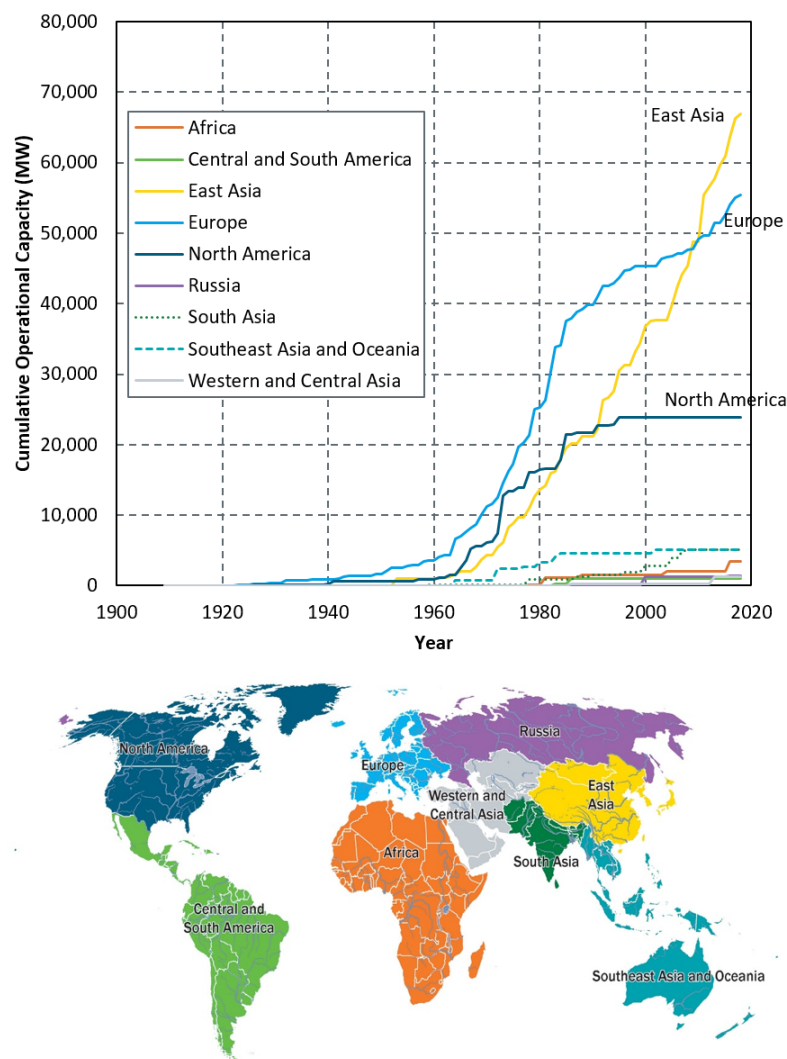 80,000
70,000
60,000
50,000
40,000
30,000
20,000
10,000
0
Cumulative Operational Capacity (MW)
Africa
Central and South America
East Asia
Europe
North America
Russia
South Asia
Southeast Asia and Oceania
Western and Central Asia
East Asia
Europe
North America
1900 1920 1940 1960 1980 2000 2020
Year
North America
Europe
Russia
Western and
Central Asia
East
Asia
South Asia
Africa
Central and
South America
Southeast Asia and Oceania